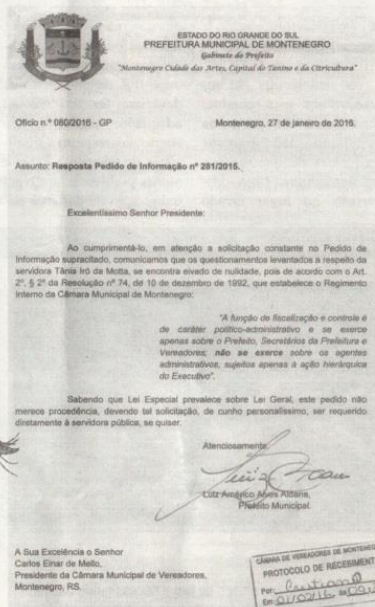 ESTADO DO RIO GRANDE DO SUL
PREFEITURA MUNICIPAL DE MONTENEGRO
Gabinete do Prefeito
"Montenegro Cidade das Artes, Capital do Tanino e da Citricultura"
Ofício n.º 060/2016 - GP Montenegro, 27 de janeiro de 2016.
Assunto: Resposta Pedido de Informação nº 281/2015.
Excelentíssimo Senhor Presidente:
Ao cumprimentá-lo, em atenção a solicitação constante no Pedido de
Informação supracitado, comunicamos que os questionamentos levantados a respeito da
servidora Tânia Iró da Motta, se encontra eivado de nulidade, pois de acordo com o Art.
2º, § 2º da Resolução nº 74, de 10 de dezembro de 1992, que estabelece o Regimento
Interno da Câmara Municipal de Montenegro:
"A função de fiscalização e controle é
de caráter político-administrativo e se exerce
apenas sobre o Prefeito, Secretários da Prefeitura e
Vereadores; não se exerce sobre os agentes
administrativos, sujeitos apenas à ação hierárquica
do Executivo".
Sabendo que Lei Especial prevalece sobre Lei Geral, este pedido não
merece procedência, devendo tal solicitação, de cunho personalíssimo, ser requerido
diretamente à servidora pública, se quiser.
Atenciosamente,
Luiz Américo Alves Aldana,
Prefeito Municipal.
A Sua Excelência o Senhor
Carlos Einar de Mello,
Presidente da Câmara Municipal de Vereadores,
Montenegro, RS.
CÂMARA DE VEREADORES DE MONTENEGRO
PROTOCOLO DE RECEBIMENTO
Por: Cristiano
Em 01/02/16